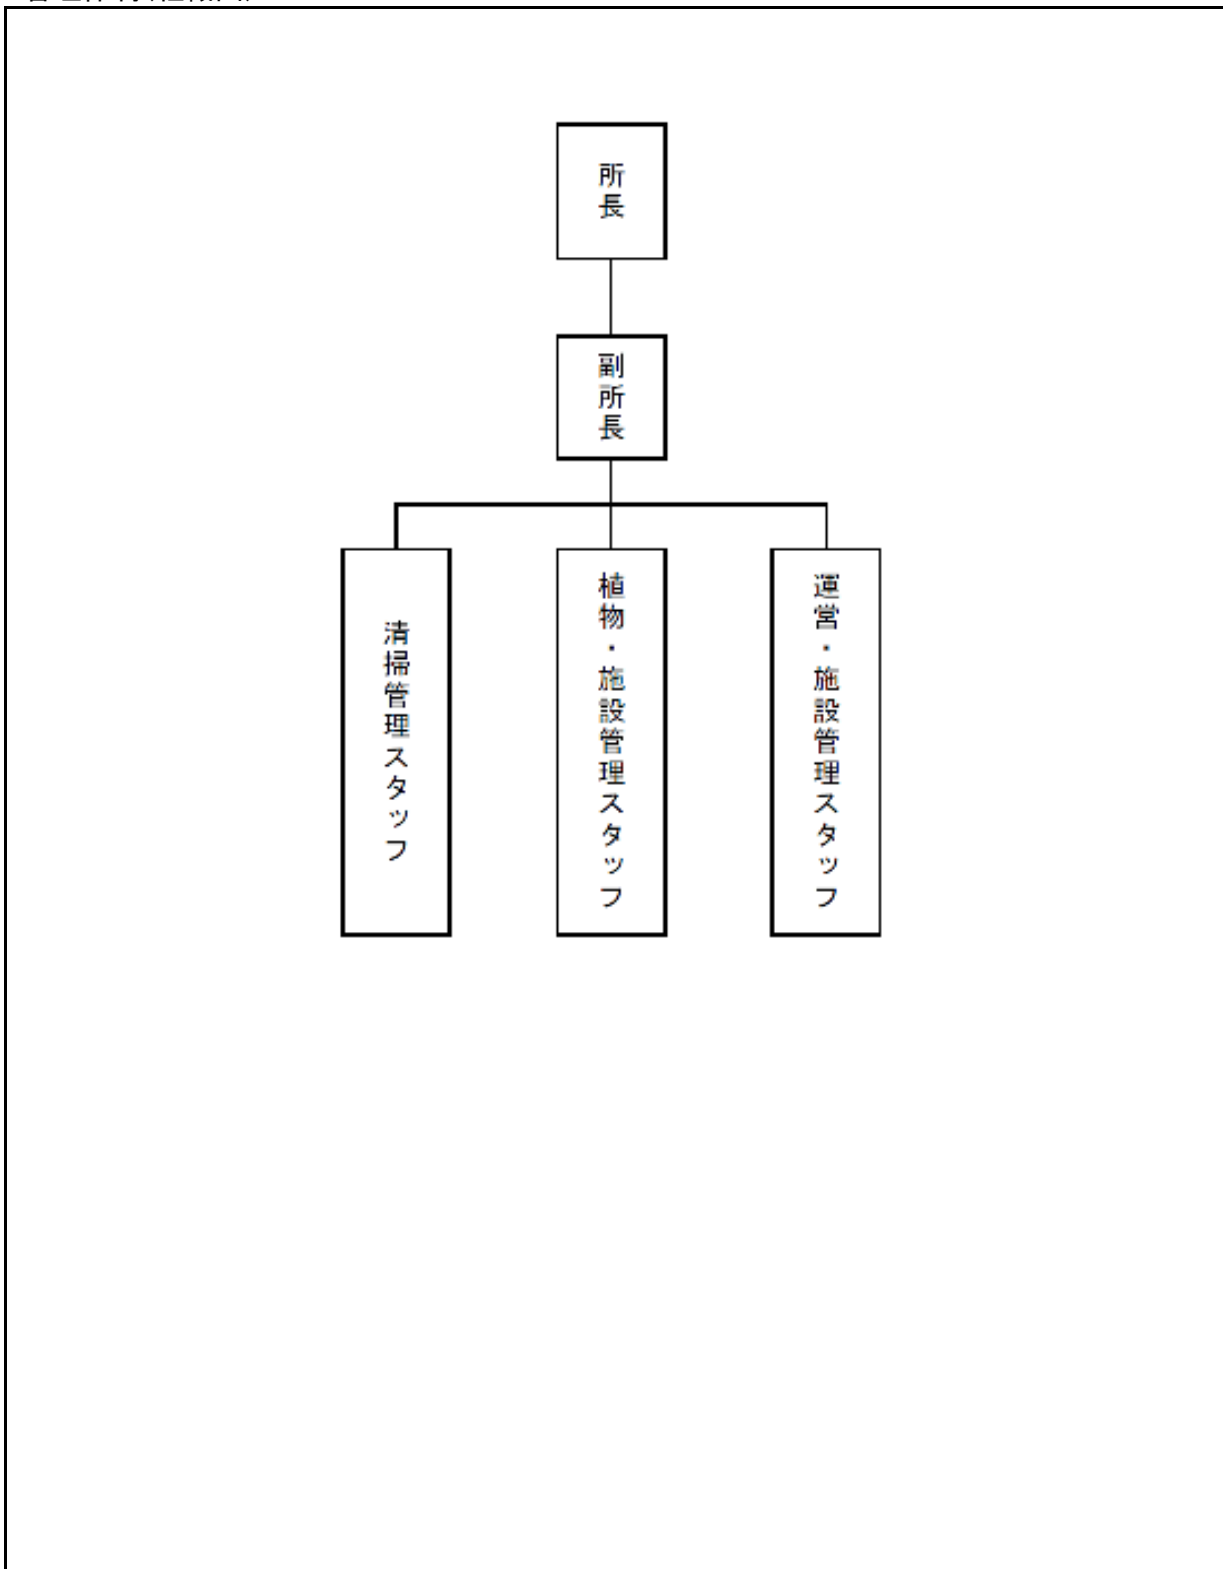 所長
副所長
運営・施設管理スタッフ
植物・施設管理スタッフ
清掃管理スタッフ